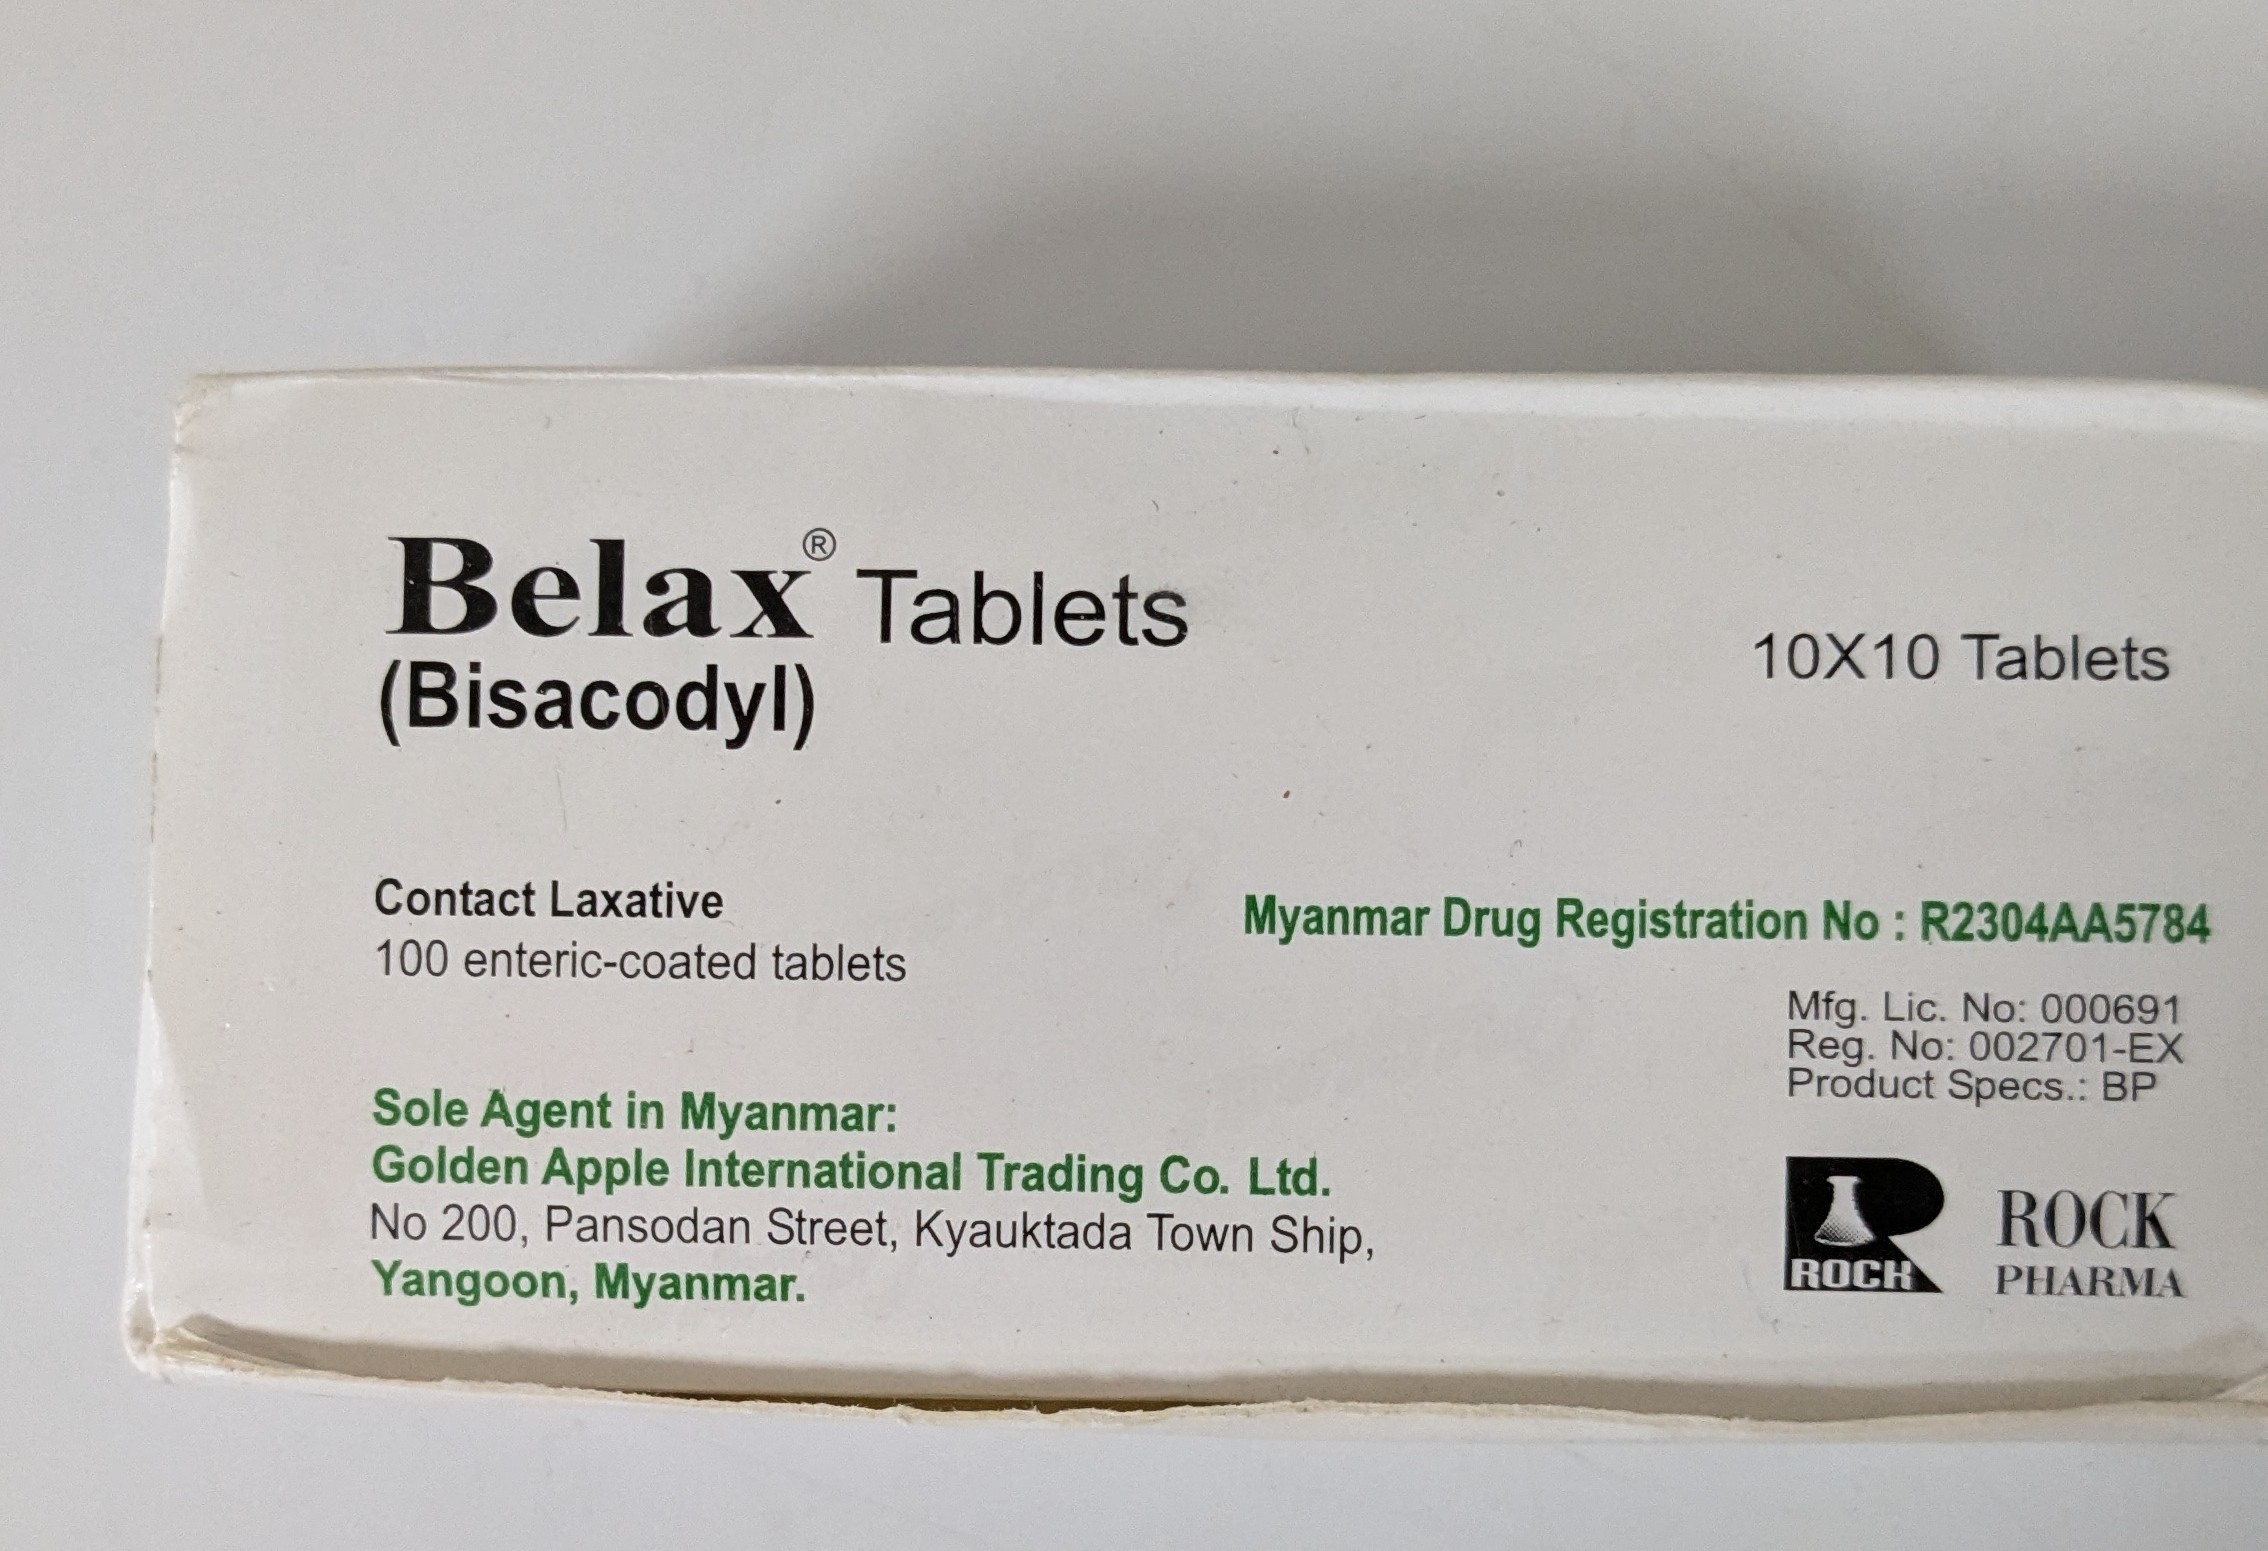 Belax® Tablets
(Bisacodyl)
10X10 Tablets
Contact Laxative
100 enteric-coated tablets
Myanmar Drug Registration No : R2304AA5784
Mfg. Lic. No: 000691
Reg. No: 002701-EX
Product Specs.: BP
Sole Agent in Myanmar:
Golden Apple International Trading Co. Ltd.
No 200, Pansodan Street, Kyauktada Town Ship,
Yangoon, Myanmar.
ROCK
ROCK
PHARMA